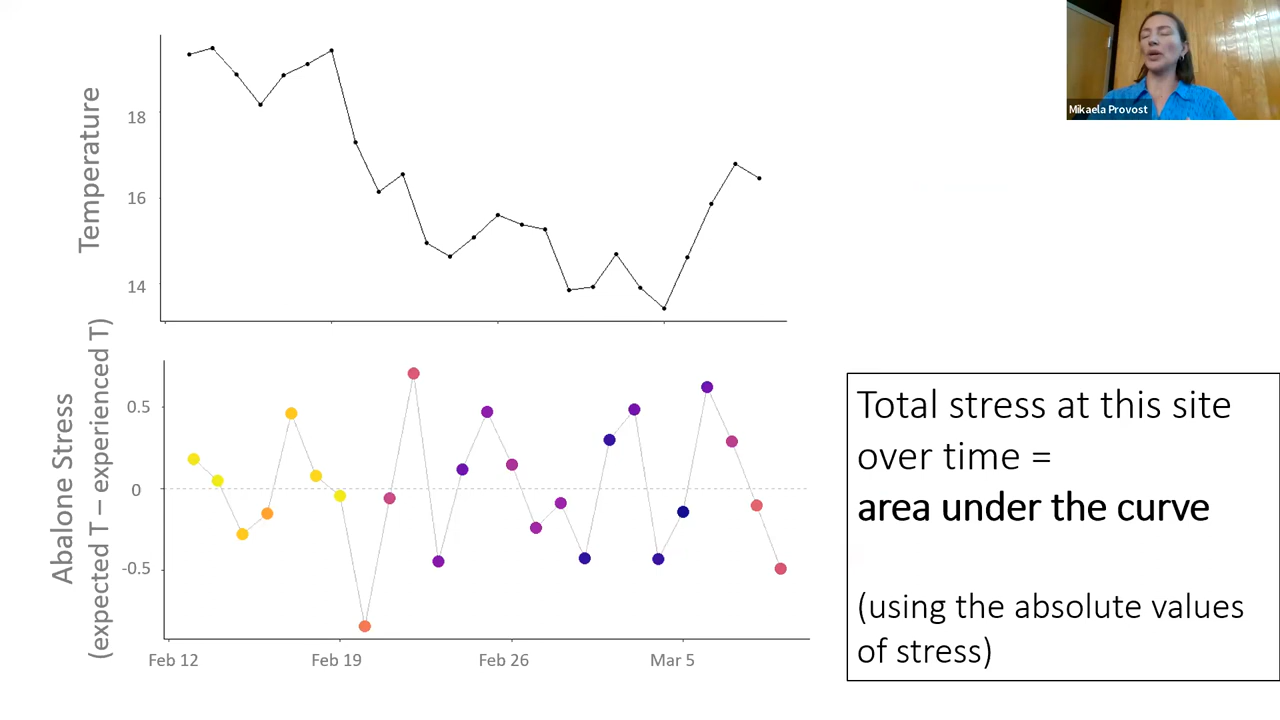 Mikaela Provost
Temperature
18
16
14
Abalone Stress
(expected T – experienced T)
0.5
0
-0.5
Feb 12
Feb 19
Feb 26
Mar 5
Total stress at this site
over time =
area under the curve
(using the absolute values
of stress)